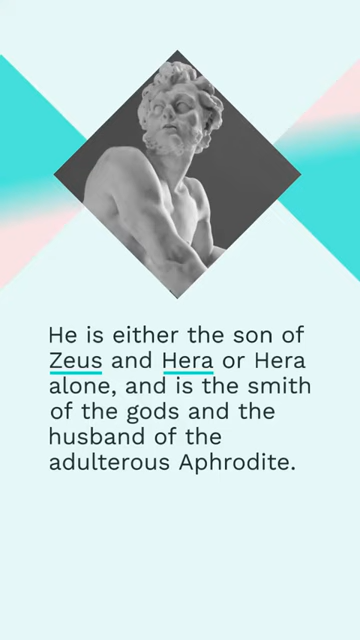 He is either the son of
Zeus and Hera or Hera
alone, and is the smith
of the gods and the
husband of the
adulterous Aphrodite.